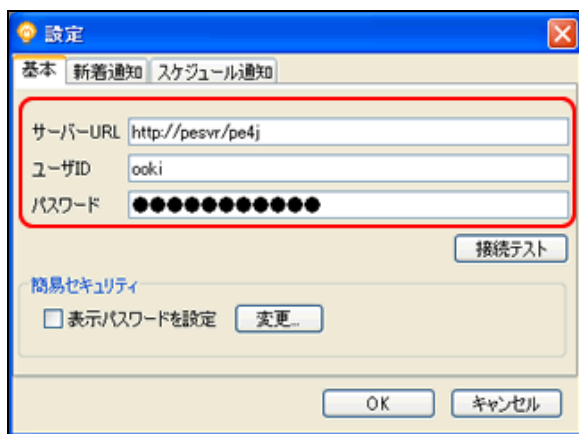 設定
基本 新着通知 スケジュール通知
サーバーURL http://pesvr/pe4j
ユーザID ooki
パスワード ●●●●●●●●●●●
接続テスト
簡易セキュリティ
表示パスワードを設定 変更...
OK キャンセル